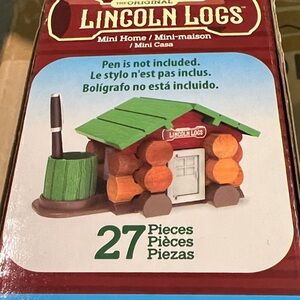 THE ORIGINAL
LINCOLN LOGS™
Mini Home / Mini-maison
/ Mini Casa
Pen is not included.
Le stylo n'est pas inclus.
Bolígrafo no está incluido.
LINCOLN LOGS
27 Pieces
Pièces
Piezas